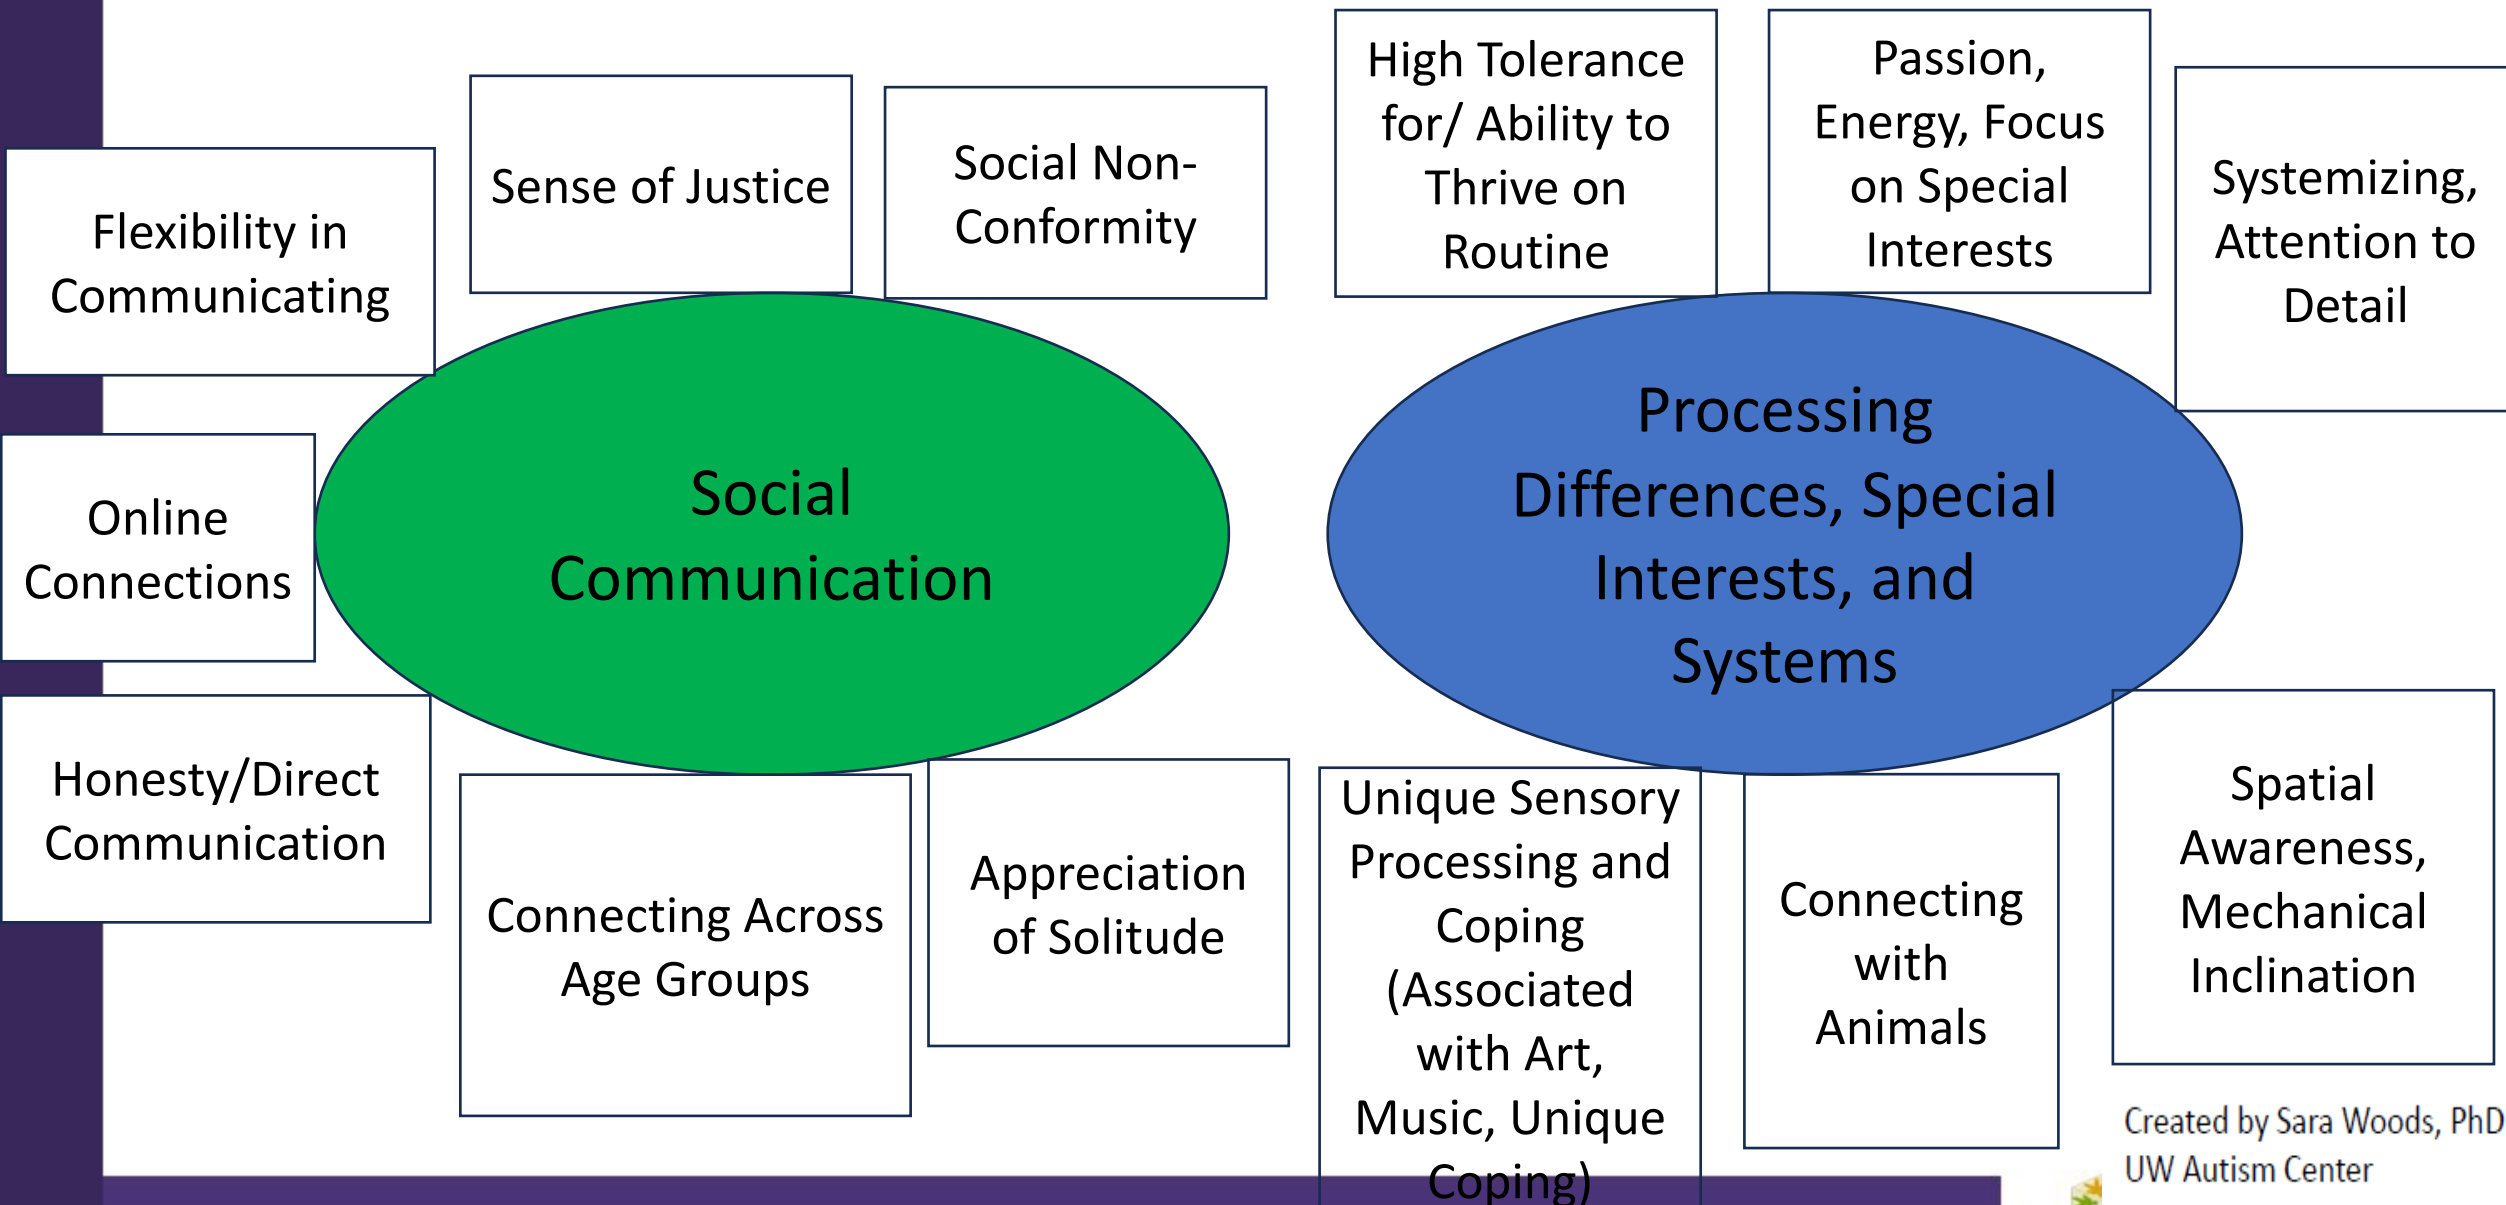 Flexibility in
Communicating
Sense of Justice
Social Non-
Conformity
Online
Connections
Social
Communication
Honesty/Direct
Communication
Connecting Across
Age Groups
Appreciation
of Solitude
High Tolerance
for/ Ability to
Thrive on
Routine
Passion,
Energy, Focus
on Special
Interests
Systemizing,
Attention to
Detail
Processing
Differences, Special
Interests, and
Systems
Unique Sensory
Processing and
Coping
(Associated
with Art,
Music, Unique
Coping)
Connecting
with
Animals
Spatial
Awareness,
Mechanical
Inclination
Created by Sara Woods, PhD
UW Autism Center